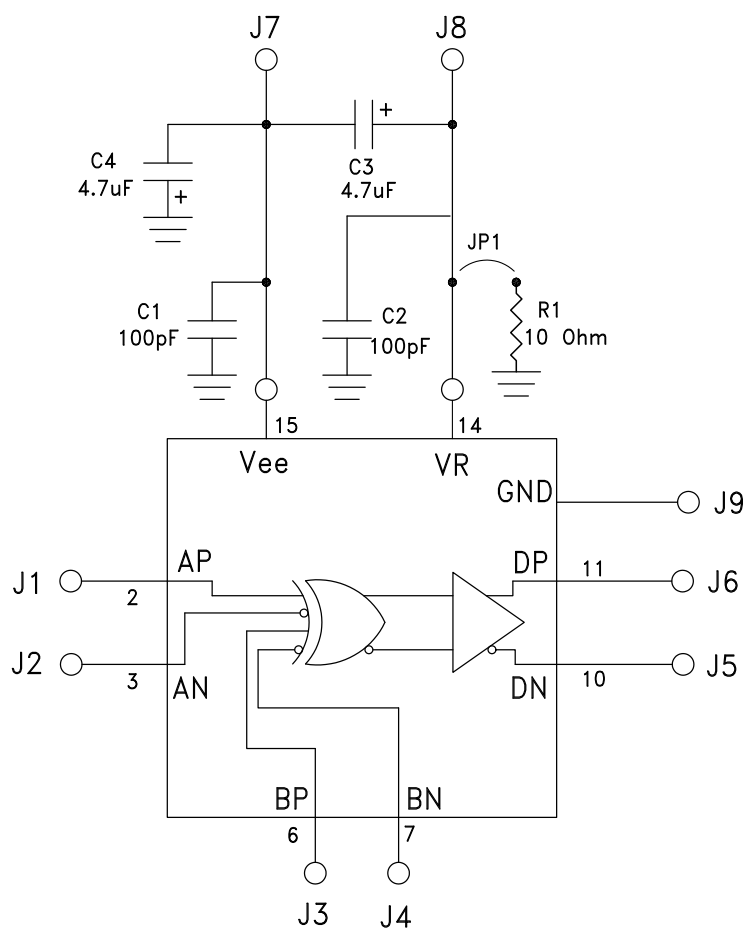 J7
J8
+
C4
4.7uF
+
C3
4.7uF
JP1
C1
100pF
C2
100pF
R1
10 Ohm
15
14
Vee
VR
GND
J9
J1
AP
2
DP
11
J6
J2
3
AN
DN
10
J5
BP
BN
6
7
J3
J4